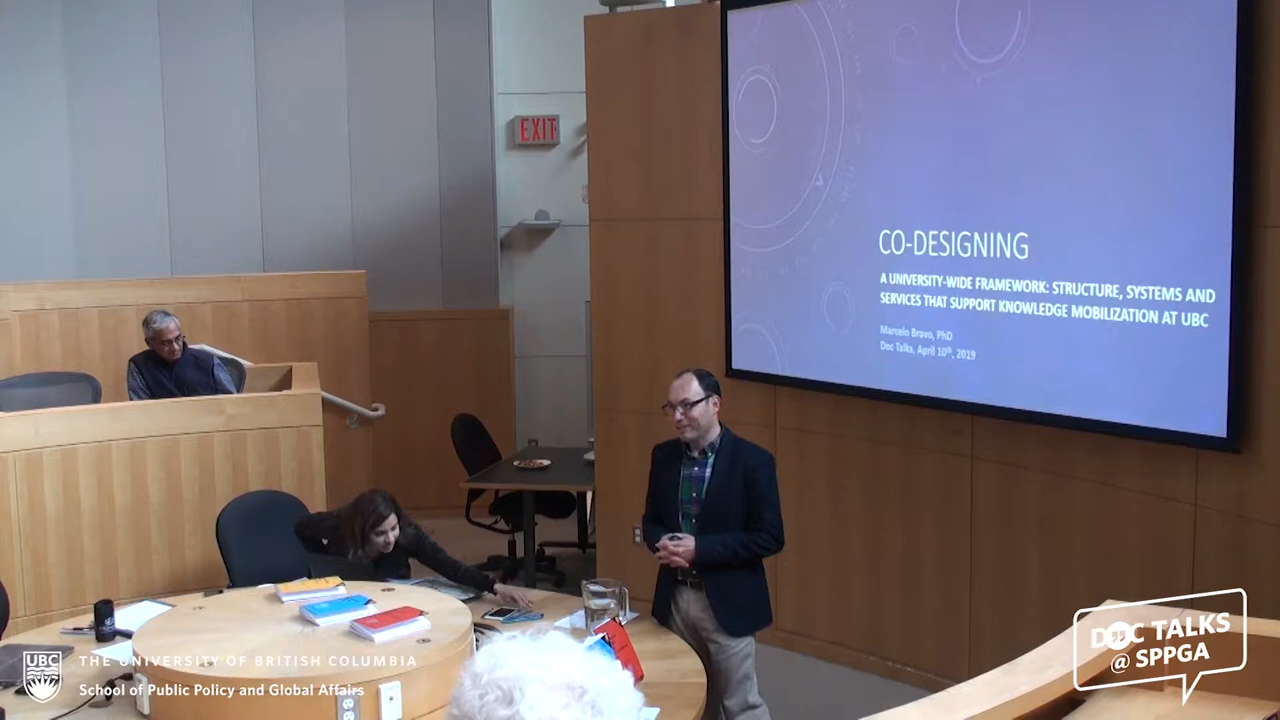 EXIT
CO-DESIGNING
A UNIVERSITY-WIDE FRAMEWORK: STRUCTURE, SYSTEMS AND
SERVICES THAT SUPPORT KNOWLEDGE MOBILIZATION AT UBC
Marcelo Bravo, PhD
Doc Talks, April 10th, 2019
UBC
THE UNIVERSITY OF BRITISH COLUMBIA
School of Public Policy and Global Affairs
DOC TALKS
@ SPPGA